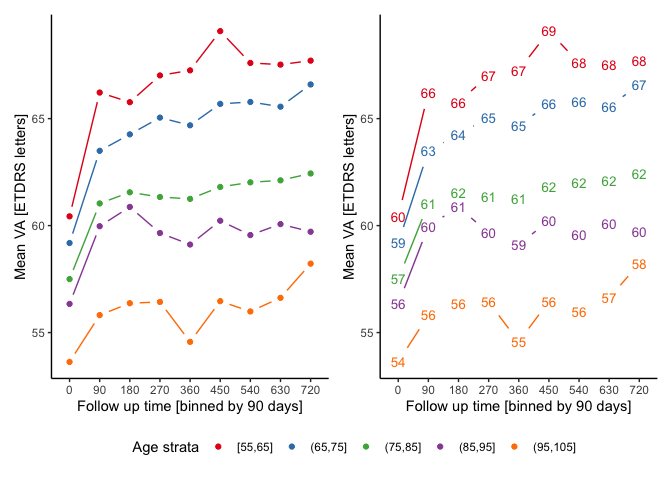 Mean VA [ETDRS letters]
65
60
55
0 90 180 270 360 450 540 630 720
Follow up time [binned by 90 days]
Mean VA [ETDRS letters]
65
60
55
60 66 66 67 67 69 68 68 68
59 63 64 65 65 66 66 66 67
57 61 62 61 61 62 62 62 62
56 60 61 60 59 60 60 60 60
54 56 56 56 55 56 56 57 58
0 90 180 270 360 450 540 630 720
Follow up time [binned by 90 days]
Age strata [55,65] (65,75] (75,85] (85,95] (95,105]